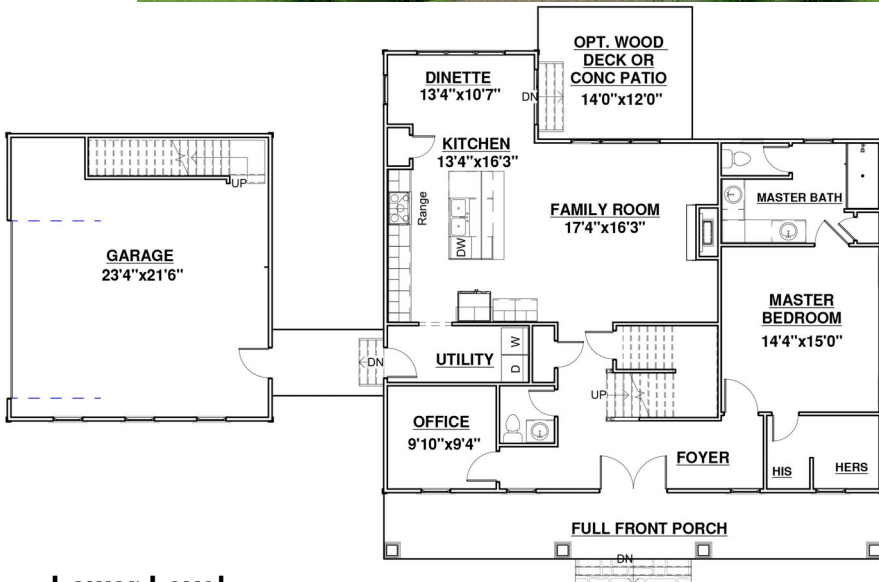 OPT. WOOD
DECK OR
CONC PATIO
14'0"x12'0"
DN
DINETTE
13'4"x10'7"
KITCHEN
13'4"x16'3"
Range
DW
FAMILY ROOM
17'4"x16'3"
MASTER BATH
UP
GARAGE
23'4"x21'6"
MASTER
BEDROOM
14'4"x15'0"
DN
UTILITY
W
D
UP
OFFICE
9'10"x9'4"
FOYER
HIS
HERS
FULL FRONT PORCH
DN
Lower Level